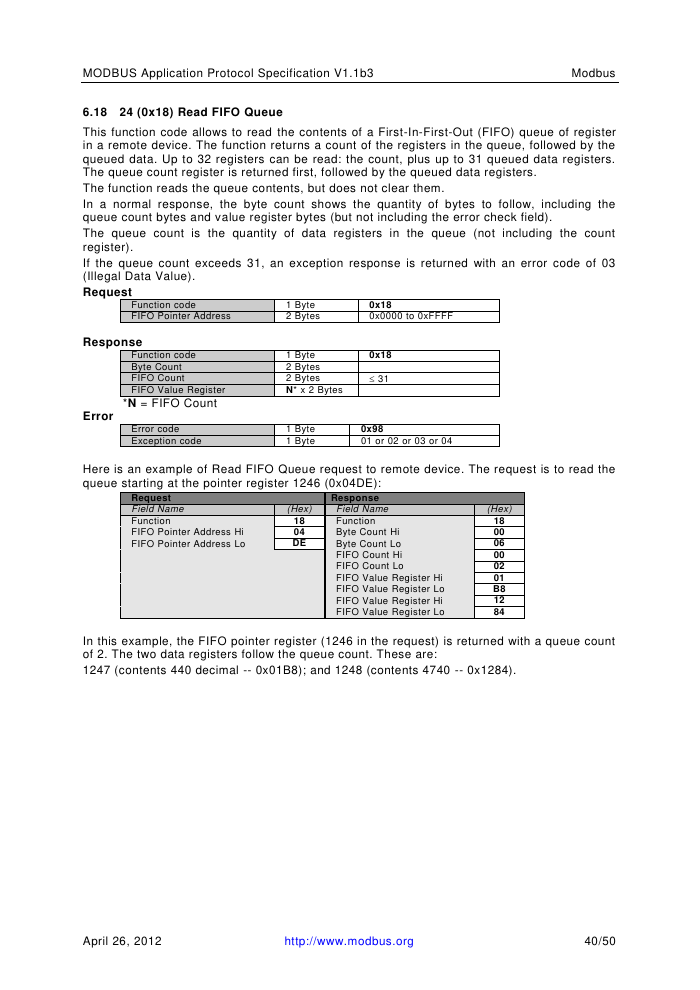 MODBUS Application Protocol Specification V1.1b3 Modbus
6.18 24 (0x18) Read FIFO Queue
This function code allows to read the contents of a First-In-First-Out (FIFO) queue of register
in a remote device. The function returns a count of the registers in the queue, followed by the
queued data. Up to 32 registers can be read: the count, plus up to 31 queued data registers.
The queue count register is returned first, followed by the queued data registers.
The function reads the queue contents, but does not clear them.
In a normal response, the byte count shows the quantity of bytes to follow, including the
queue count bytes and value register bytes (but not including the error check field).
The queue count is the quantity of data registers in the queue (not including the count
register).
If the queue count exceeds 31, an exception response is returned with an error code of 03
(Illegal Data Value).
Request
Function code 1 Byte 0x18
FIFO Pointer Address 2 Bytes 0x0000 to 0xFFFF
Response
Function code 1 Byte 0x18
Byte Count 2 Bytes
FIFO Count 2 Bytes ≤ 31
FIFO Value Register N* x 2 Bytes
*N = FIFO Count
Error
Error code 1 Byte 0x98
Exception code 1 Byte 01 or 02 or 03 or 04
Here is an example of Read FIFO Queue request to remote device. The request is to read the
queue starting at the pointer register 1246 (0x04DE):
Request Response
Field Name (Hex) Field Name (Hex)
Function 18 Function 18
FIFO Pointer Address Hi 04 Byte Count Hi 00
FIFO Pointer Address Lo DE Byte Count Lo 06
FIFO Count Hi 00
FIFO Count Lo 02
FIFO Value Register Hi 01
FIFO Value Register Lo B8
FIFO Value Register Hi 12
FIFO Value Register Lo 84
In this example, the FIFO pointer register (1246 in the request) is returned with a queue count
of 2. The two data registers follow the queue count. These are:
1247 (contents 440 decimal -- 0x01B8); and 1248 (contents 4740 -- 0x1284).
April 26, 2012 http://www.modbus.org 40/50